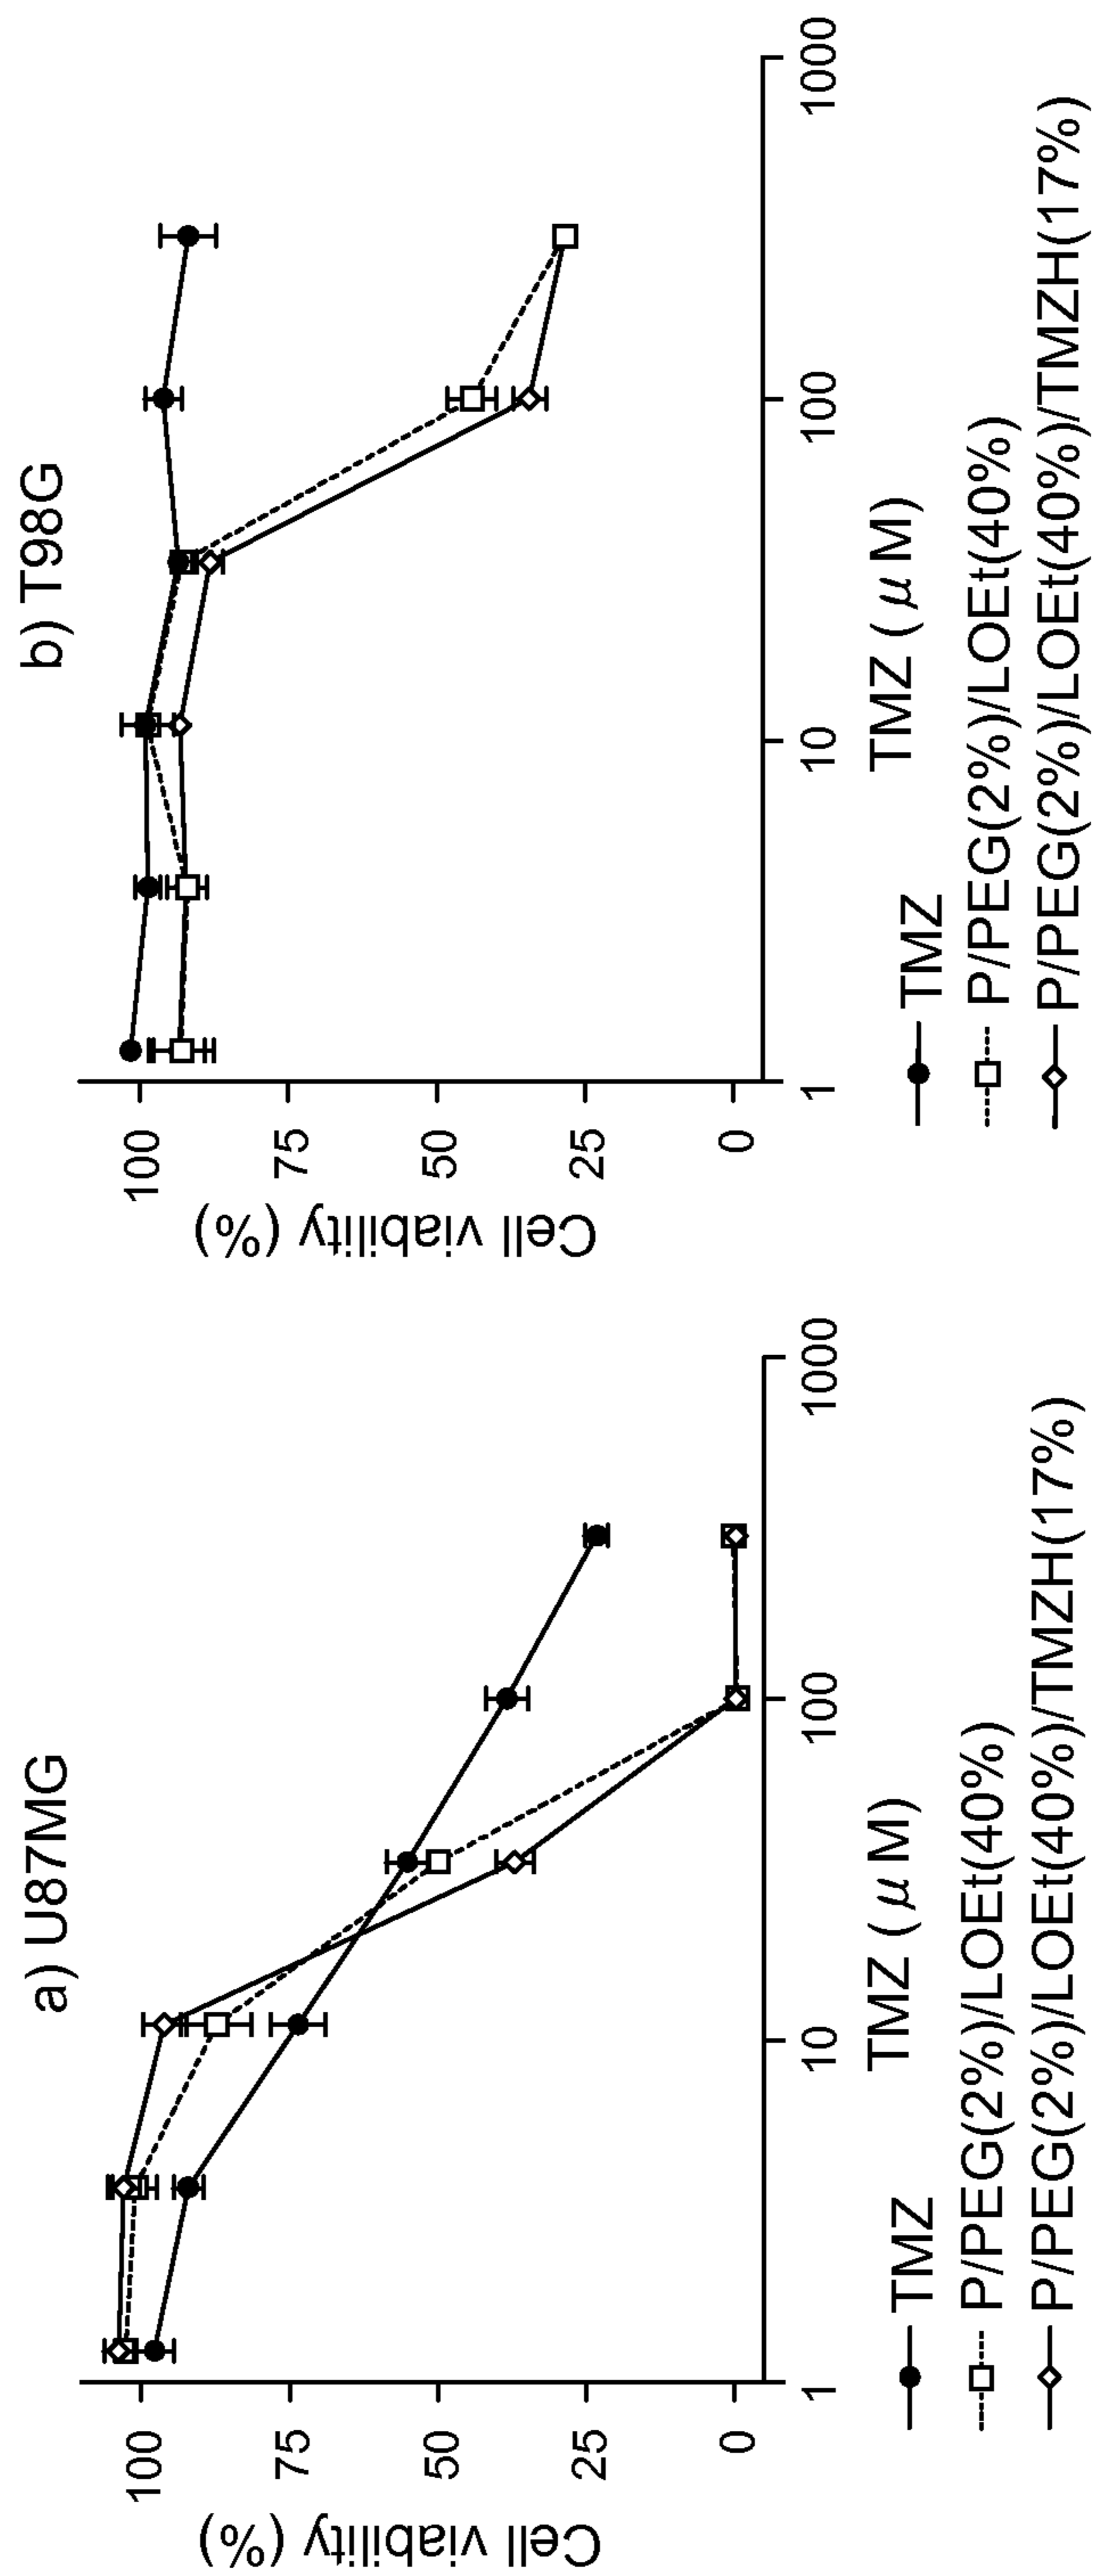 a) U87MG
Cell viability (%)
100
75
50
25
0
1
10
100
1000
TMZ (μM)
TMZ
P/PEG(2%)/LOEt(40%)
P/PEG(2%)/LOEt(40%)/TMZH(17%)
b) T98G
Cell viability (%)
100
75
50
25
0
1
10
100
1000
TMZ (μM)
TMZ
P/PEG(2%)/LOEt(40%)
P/PEG(2%)/LOEt(40%)/TMZH(17%)